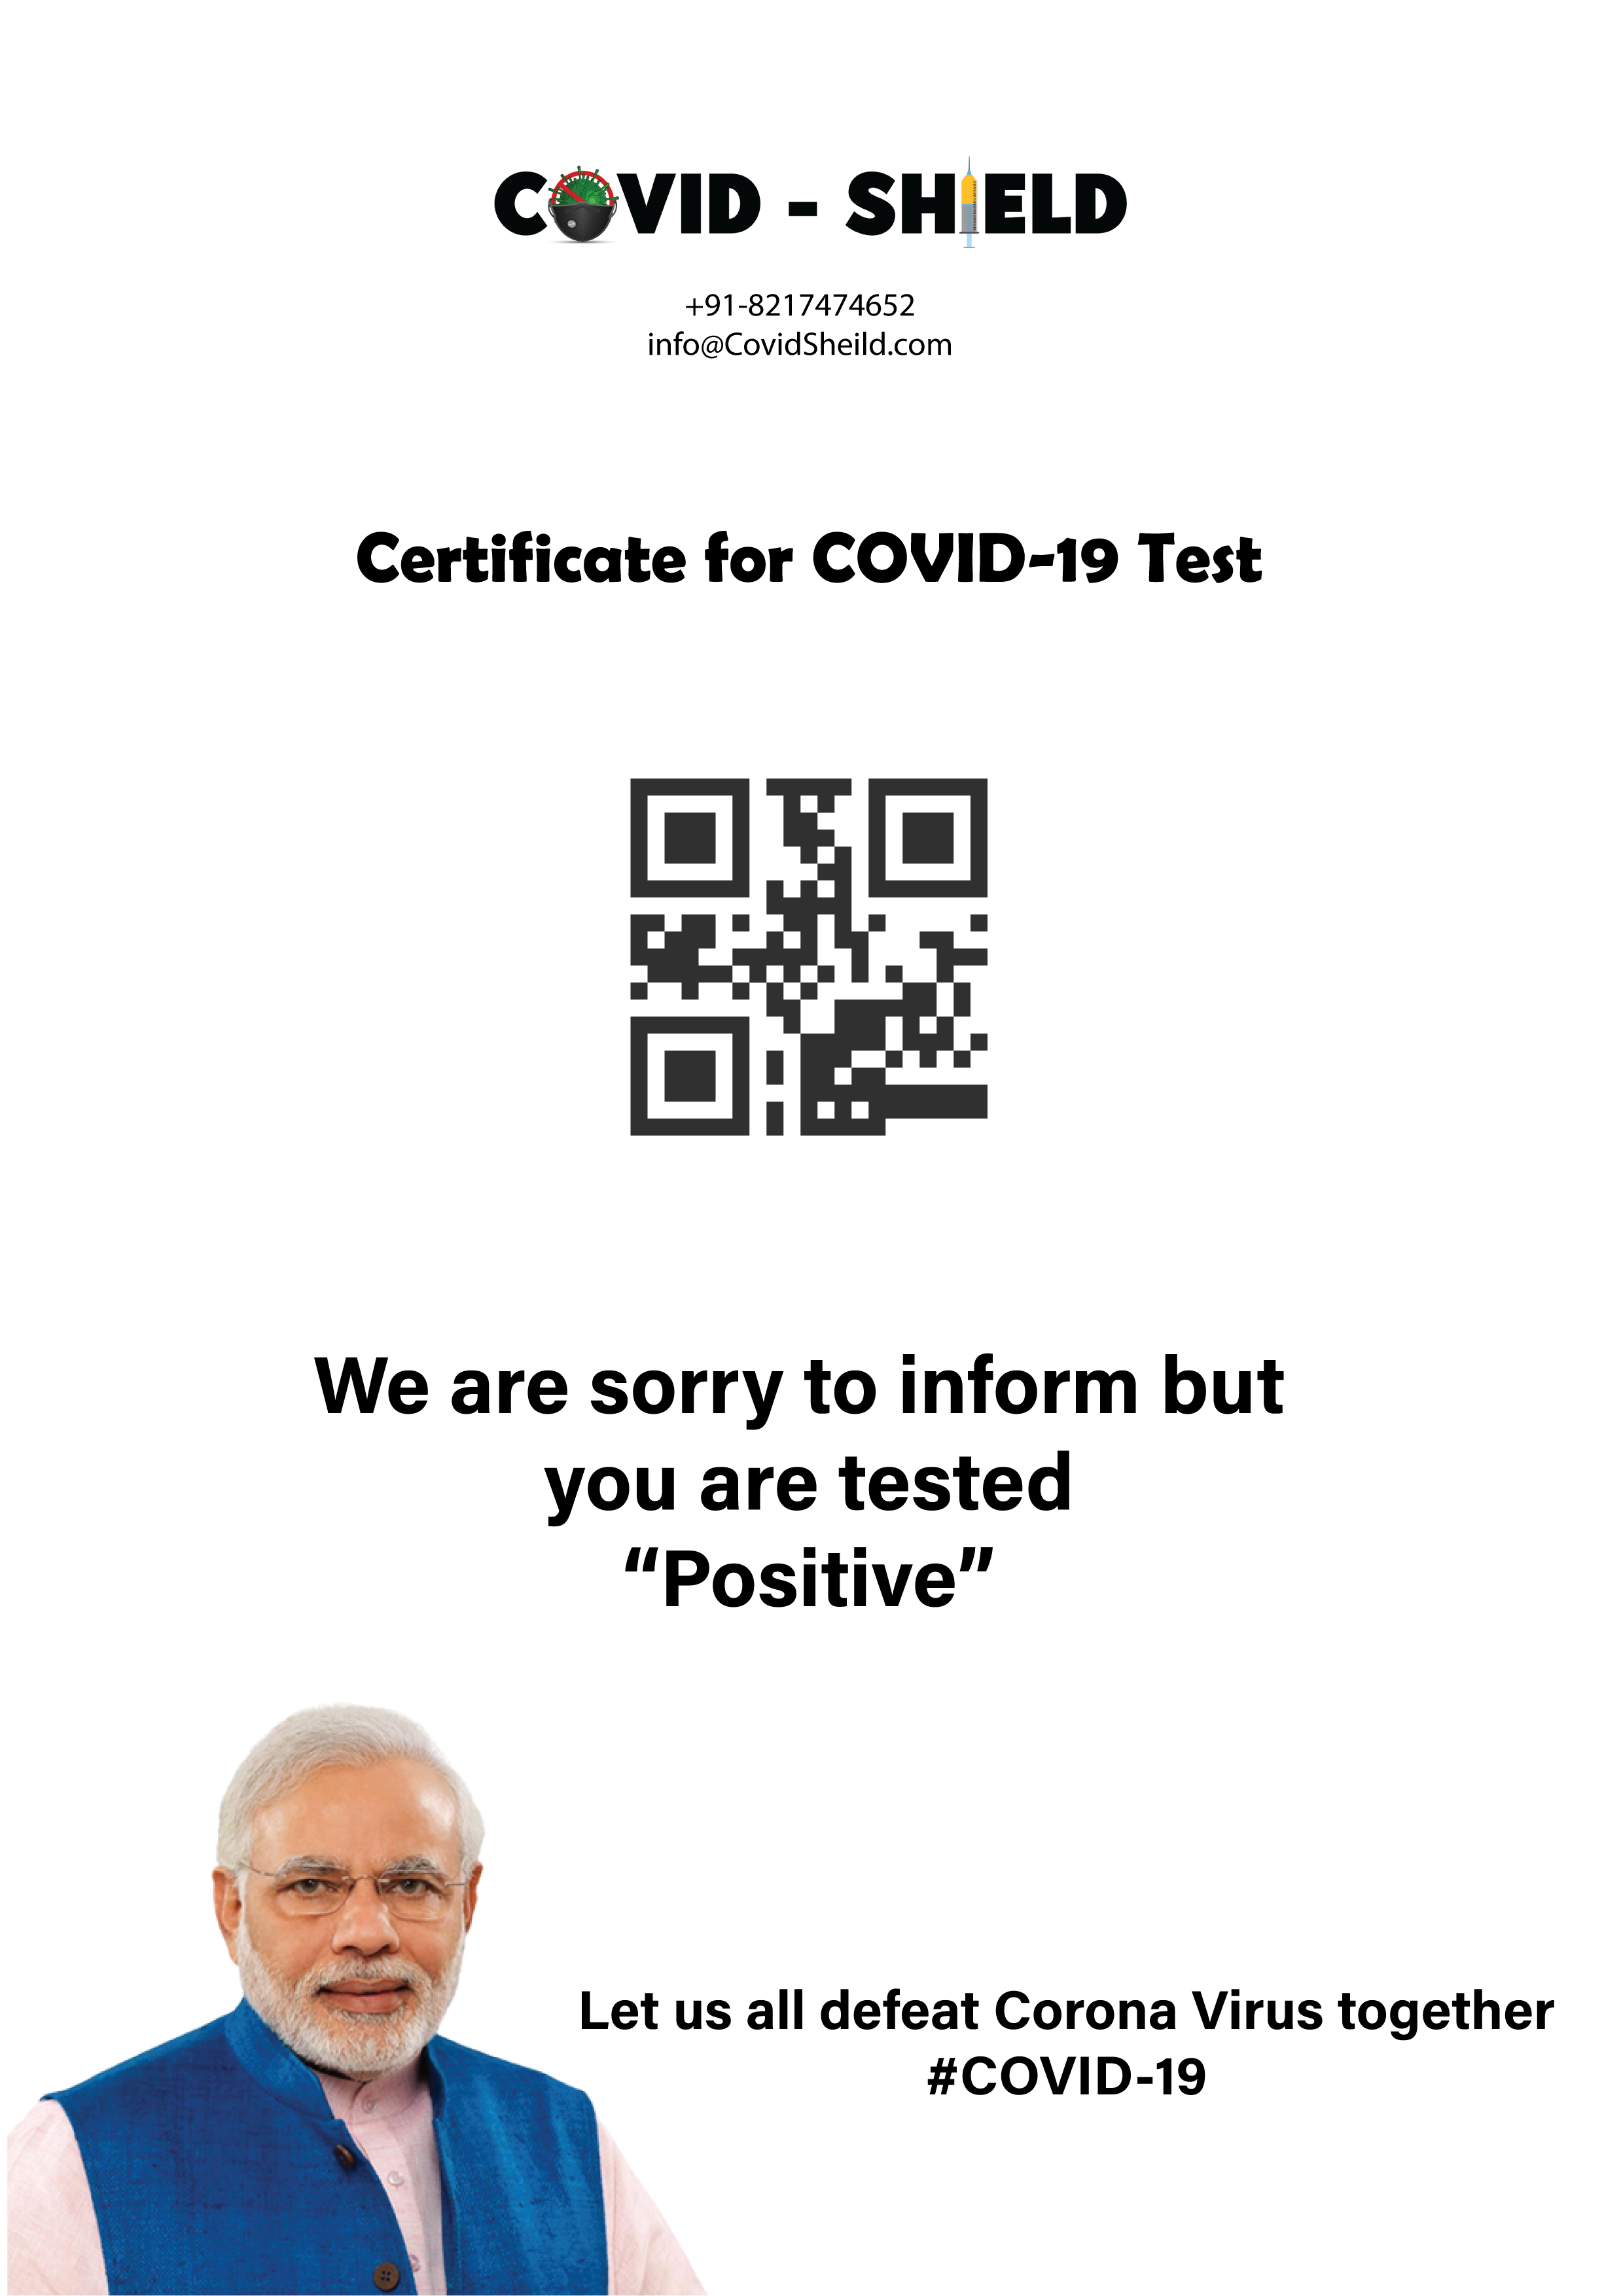 COVID - SHIELD
+91-8217474652
info@CovidSheild.com
Certificate for COVID-19 Test
We are sorry to inform but
you are tested
“Positive”
Let us all defeat Corona Virus together
#COVID-19